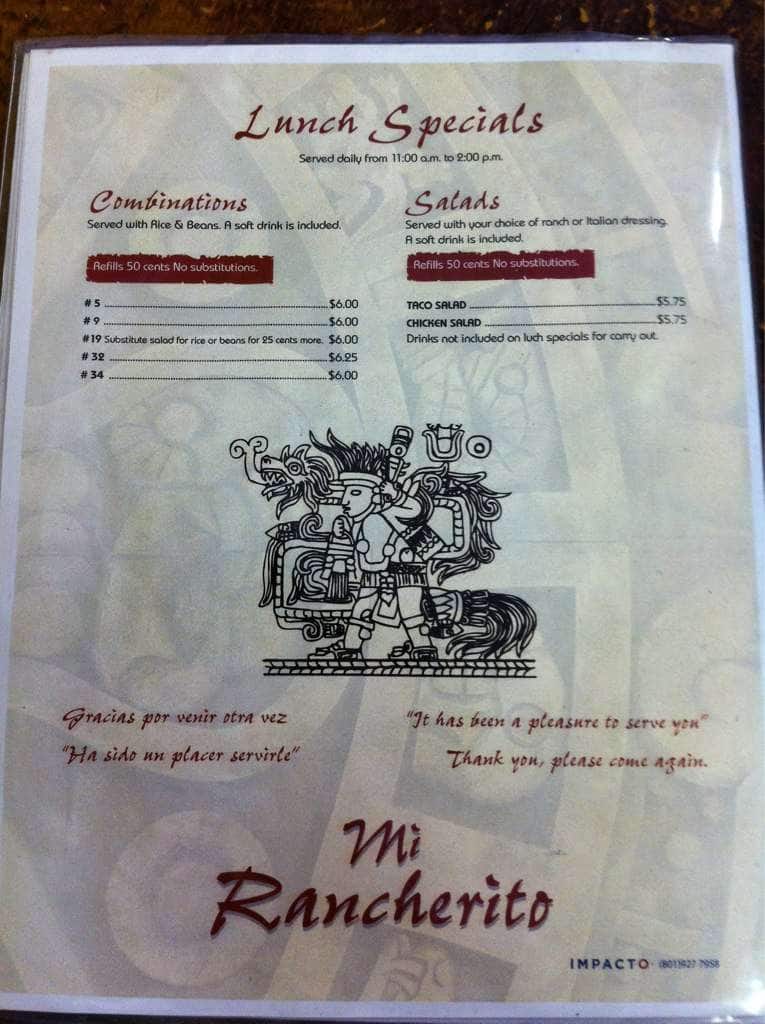 Lunch Specials
Served daily from 11:00 a.m. to 2:00 p.m.
Combinations
Served with Rice & Beans. A soft drink is included.
Refills 50 cents No substitutions.
# 5 $6.00
# 9 $6.00
#19 Substitute salad for rice or beans for 25 cents more. $6.00
# 32 $6.25
# 34 $6.00
Salads
Served with your choice of ranch or Italian dressing.
A soft drink is included.
Refills 50 cents No substitutions.
TACO SALAD $5.75
CHICKEN SALAD $5.75
Drinks not included on luch specials for carry out.
Gracias por venir otra vez
"Ha sido un placer servirle"
"It has been a pleasure to serve you"
Thank you, please come again.
Mi
Rancherito
IMPACTO (801)927-7958